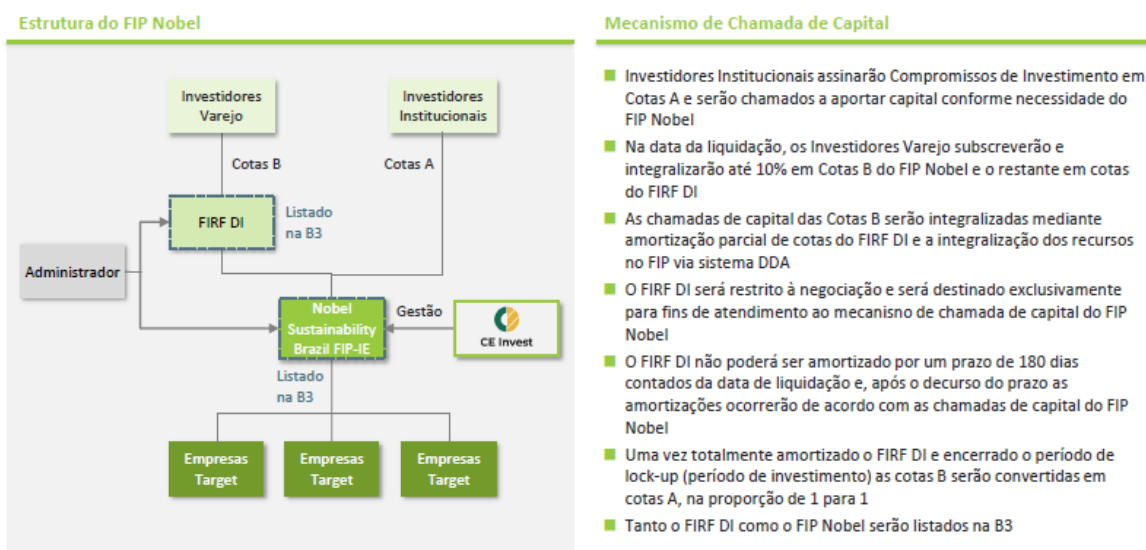 Estrutura do FIP Nobel
Investidores
Varejo
Investidores
Institucionais
Cotas B
Cotas A
FIRF DI
Listado
na B3
Administrador
Nobel
Sustainability
Brazil FIP-IE
Gestão
CE Invest
Listado
na B3
Empresas
Target
Empresas
Target
Empresas
Target
Mecanismo de Chamada de Capital
Investidores Institucionais assinarão Compromissos de Investimento em
Cotas A e serão chamados a aportar capital conforme necessidade do
FIP Nobel
Na data da liquidação, os Investidores Varejo subscreverão e
integralizarão até 10% em Cotas B do FIP Nobel e o restante em cotas
do FIRF DI
As chamadas de capital das Cotas B serão integralizadas mediante
amortização parcial de cotas do FIRF DI e a integralização dos recursos
no FIP via sistema DDA
O FIRF DI será restrito à negociação e será destinado exclusivamente
para fins de atendimento ao mecanisno de chamada de capital do FIP
Nobel
O FIRF DI não poderá ser amortizado por um prazo de 180 dias
contados da data de liquidação e, após o decurso do prazo as
amortizações ocorrerão de acordo com as chamadas de capital do FIP
Nobel
Uma vez totalmente amortizado o FIRF DI e encerrado o período de
lock-up (período de investimento) as cotas B serão convertidas em
cotas A, na proporção de 1 para 1
Tanto o FIRF DI como o FIP Nobel serão listados na B3